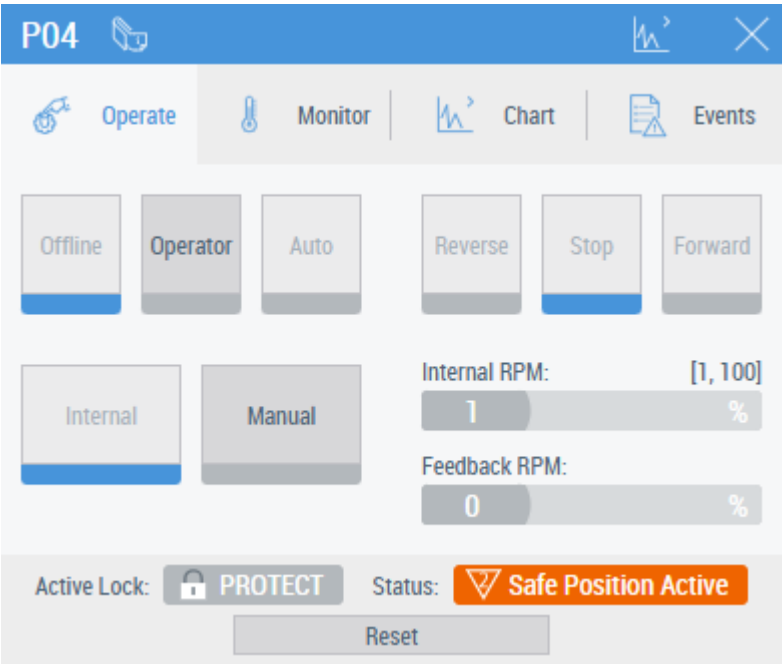 P04
Operate Monitor Chart Events
Offline Operator Auto Reverse Stop Forward
Internal RPM: [1, 100]
1 %
Internal Manual
Feedback RPM:
0 %
Active Lock: PROTECT Status: 2 Safe Position Active
Reset